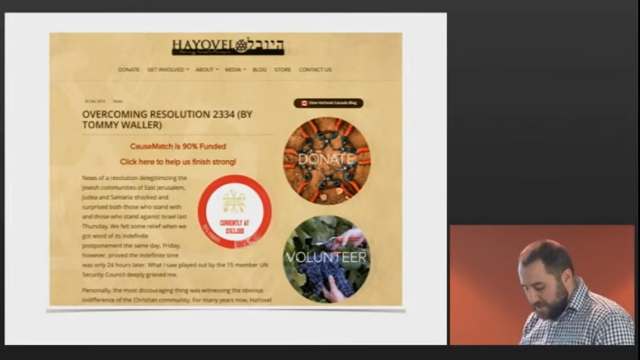 HAYOVEL היובל
DONATE GET INVOLVED ABOUT MEDIA BLOG STORE CONTACT US
View HaYovel Canada Blog
OVERCOMING RESOLUTION 2334 (BY
TOMMY WALLER)
CauseMatch is 90% Funded
Click here to help us finish strong!
DONATE
News of a resolution delegitimizing the
Jewish communities of East Jerusalem,
Judea and Samaria shocked and
surprised both those who stand with
and those who stand against Israel last
Thursday. We felt some relief when we
got word of its indefinite
postponement the same day. Friday,
however, proved the indefinite time
was only 24 hours later. What I saw played out by the 15 member UN
Security Council deeply grieved me.
CURRENTLY AT
VOLUNTEER
Personally, the most discouraging thing was witnessing the obvious
indifference of the Christian community. For many years now, HaYovel